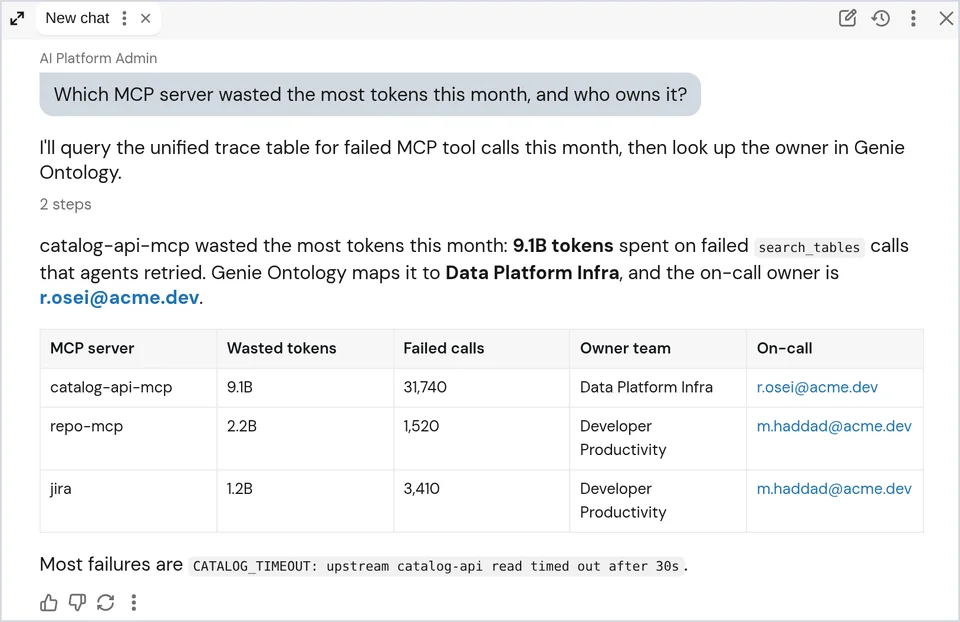 New chat
AI Platform Admin
Which MCP server wasted the most tokens this month, and who owns it?
I'll query the unified trace table for failed MCP tool calls this month, then look up the owner in Genie
Ontology.
2 steps
catalog-api-mcp wasted the most tokens this month: 9.1B tokens spent on failed search_tables calls
that agents retried. Genie Ontology maps it to Data Platform Infra, and the on-call owner is
r.osei@acme.dev.
MCP server Wasted tokens Failed calls Owner team On-call
catalog-api-mcp 9.1B 31,740 Data Platform Infra r.osei@acme.dev
repo-mcp 2.2B 1,520 Developer m.haddad@acme.dev
Productivity
jira 1.2B 3,410 Developer m.haddad@acme.dev
Productivity
Most failures are CATALOG_TIMEOUT: upstream catalog-api read timed out after 30s.